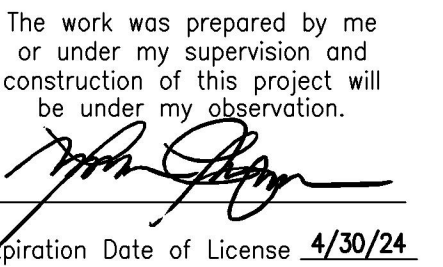 The work was prepared by me
or under my supervision and
construction of this project will
be under my observation.
piration Date of License 4/30/24